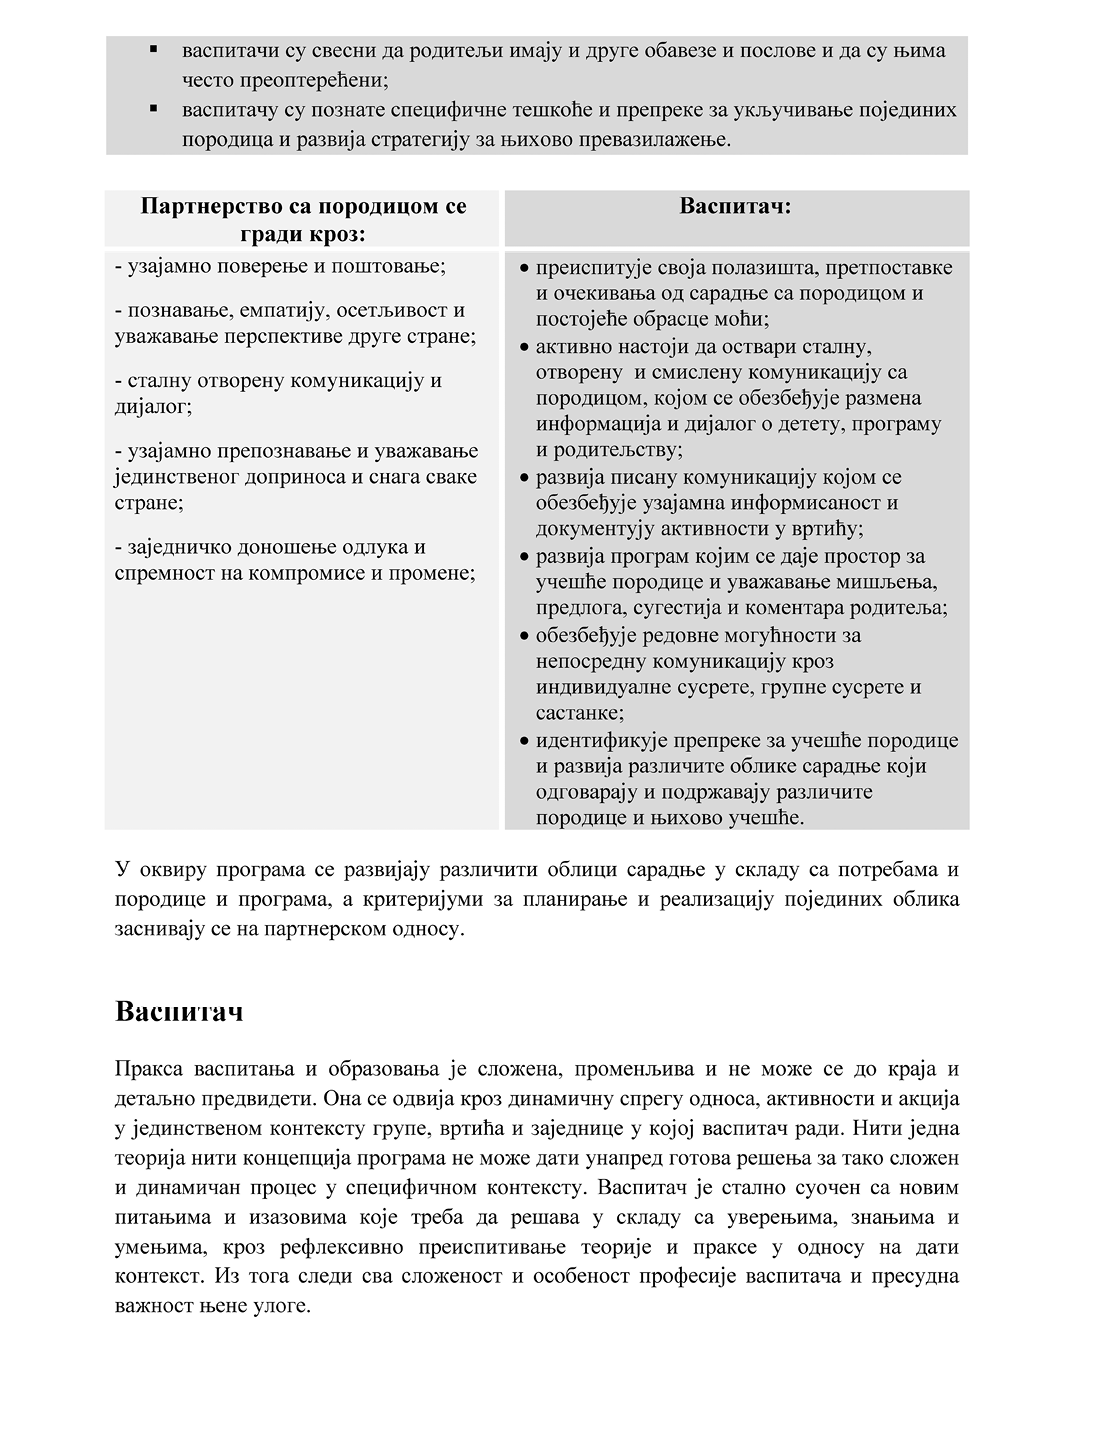 ▪ васпитачи су свесни да родитељи имају и друге обавезе и послове и да су њима
често преоптерећени;
▪ васпитачу су познате специфичне тешкоће и препреке за укључивање појединих
породица и развија стратегију за њихово превазилажење.
Партнерство са породицом се
гради кроз:
- узајамно поверење и поштовање;
- познавање, емпатију, осетљивост и
уважавање перспективе друге стране;
- сталну отворену комуникацију и
дијалог;
- узајамно препознавање и уважавање
јединственог доприноса и снага сваке
стране;
- заједничко доношење одлука и
спремност на компромисе и промене;
Васпитач:
• преиспитује своја полазишта, претпоставке
и очекивања од сарадње са породицом и
постојеће обрасце моћи;
• активно настоји да оствари сталну,
отворену и смислену комуникацију са
породицом, којом се обезбеђује размена
информација и дијалог о детету, програму
и родитељству;
• развија писану комуникацију којом се
обезбеђује узајамна информисаност и
документују активности у вртићу;
• развија програм којим се даје простор за
учешће породице и уважавање мишљења,
предлога, сугестија и коментара родитеља;
• обезбеђује редовне могућности за
непосредну комуникацију кроз
индивидуалне сусрете, групне сусрете и
састанке;
• идентификује препреке за учешће породице
и развија различите облике сарадње који
одговарају и подржавају различите
породице и њихово учешће.
У оквиру програма се развијају различити облици сарадње у складу са потребама и
породице и програма, а критеријуми за планирање и реализацију појединих облика
заснивају се на партнерском односу.
Васпитач
Пракса васпитања и образовања је сложена, променљива и не може се до краја и
детаљно предвидети. Она се одвија кроз динамичну спрегу односа, активности и акција
у јединственом контексту групе, вртића и заједнице у којој васпитач ради. Нити једна
теорија нити концепција програма не може дати унапред готова решења за тако сложен
и динамичан процес у специфичном контексту. Васпитач је стално суочен са новим
питањима и изазовима које треба да решава у складу са уверењима, знањима и
умењима, кроз рефлексивно преиспитивање теорије и праксе у односу на дати
контекст. Из тога следи сва сложеност и особеност професије васпитача и пресудна
важност њене улоге.